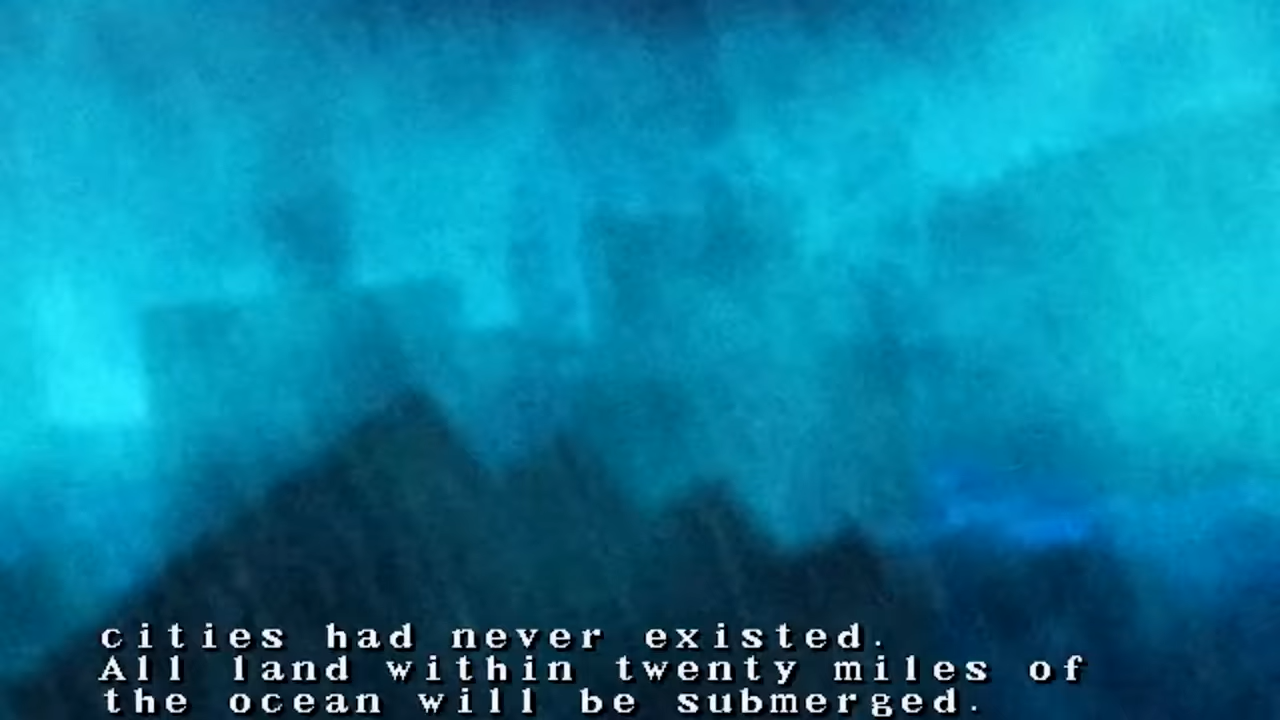 cities had never existed.
All land within twenty miles of
the ocean will be submerged.